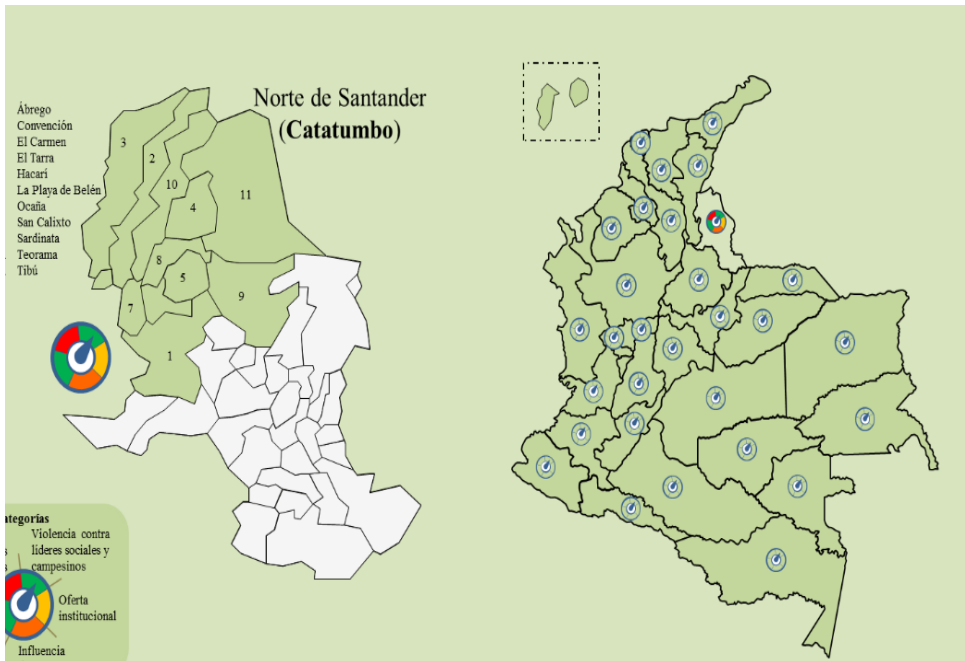 Norte de Santander
(Catatumbo)
Ábrego
Convención
El Carmen
El Tarra
Hacarí
La Playa de Belén
Ocaña
San Calixto
Sardinata
Teorama
Tibú
3
2
10
11
4
8
5
9
7
1
ategorías
Violencia contra
líderes sociales y
campesinos
s
s
Oferta
institucional
Influencia